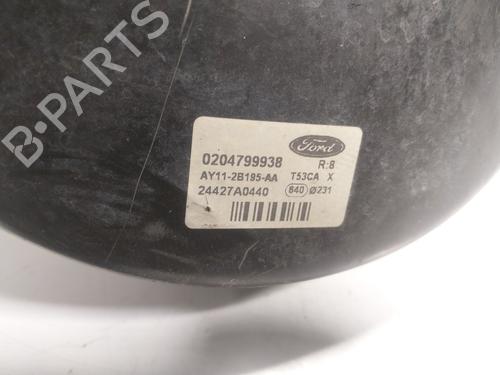 B-PARTS
Ford
0204799938 R:8
AY11-2B195-AA T53CA X
24427A0440 840 Ø231